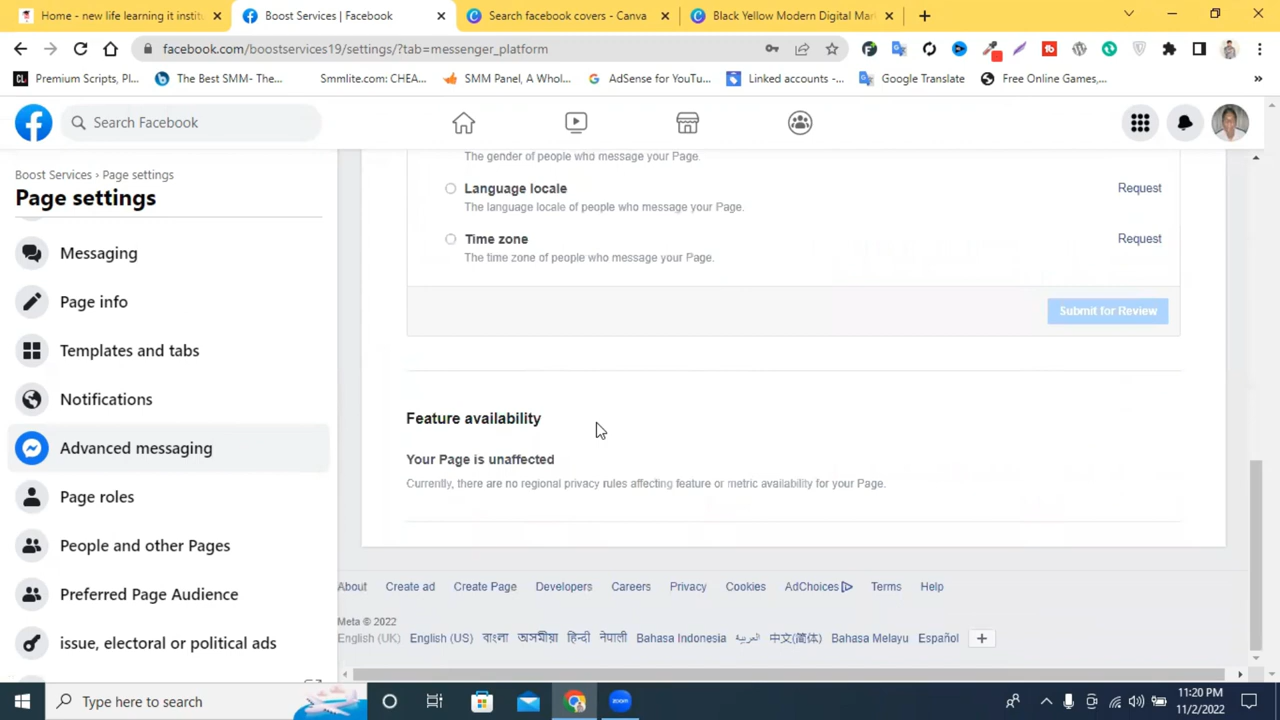 Home - new life learning it instit
Boost Services | Facebook
Search facebook covers - Canva
Black Yellow Modern Digital Mar
facebook.com/boostservices19/settings/?tab=messenger_platform
CL Premium Scripts, Pl...
The Best SMM- The...
Smmlite.com: CHEA...
SMM Panel, A Whol...
AdSense for YouTu...
Linked accounts -...
Google Translate
Free Online Games,...
Search Facebook
Boost Services › Page settings
Page settings
Messaging
Page info
Templates and tabs
Notifications
Advanced messaging
Page roles
People and other Pages
Preferred Page Audience
issue, electoral or political ads
The gender of people who message your Page.
Language locale Request
The language locale of people who message your Page.
Time zone Request
The time zone of people who message your Page.
Submit for Review
Feature availability
Your Page is unaffected
Currently, there are no regional privacy rules affecting feature or metric availability for your Page.
About Create ad Create Page Developers Careers Privacy Cookies AdChoices Terms Help
Meta © 2022
English (UK) English (US) বাংলা অসমীয়া हिन्दी नेपाली Bahasa Indonesia العربية 中文(简体) Bahasa Melayu Español
Type here to search
zoom
11:20 PM
11/2/2022